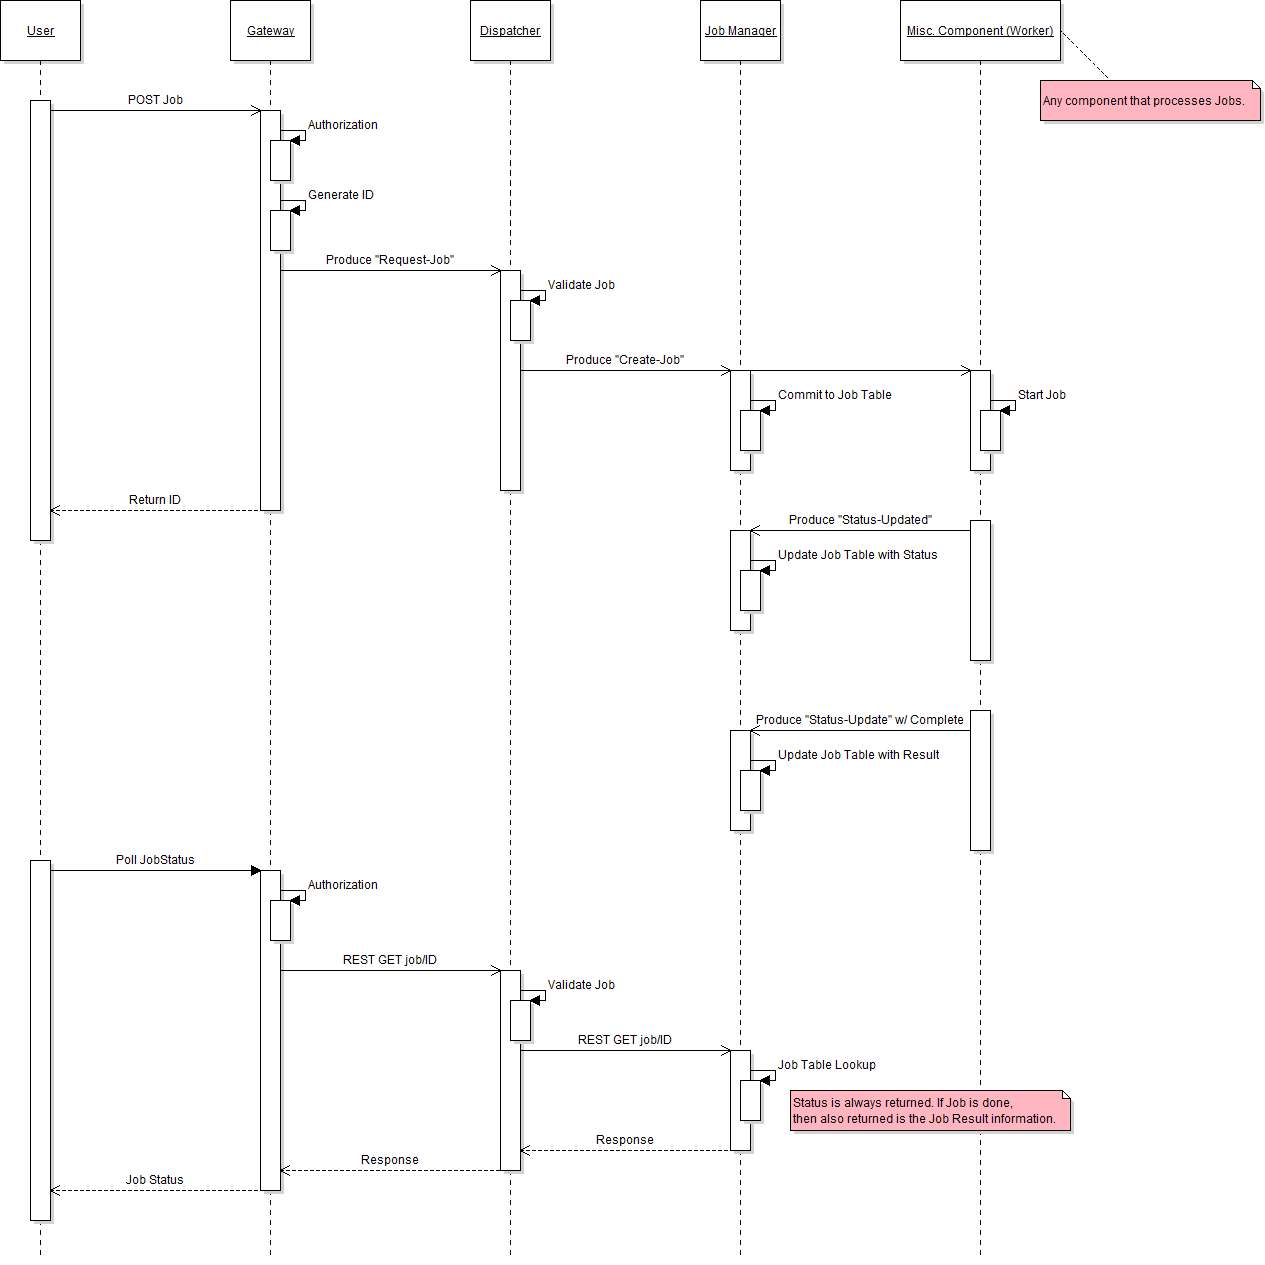 User
Gateway
Dispatcher
Job Manager
Misc. Component (Worker)
Any component that processes Jobs.
POST Job
Authorization
Generate ID
Produce "Request-Job"
Validate Job
Produce "Create-Job"
Commit to Job Table
Start Job
Return ID
Produce "Status-Updated"
Update Job Table with Status
Produce "Status-Update" w/ Complete
Update Job Table with Result
Poll JobStatus
Authorization
REST GET job/ID
Validate Job
REST GET job/ID
Job Table Lookup
Status is always returned. If Job is done,
then also returned is the Job Result information.
Response
Response
Job Status